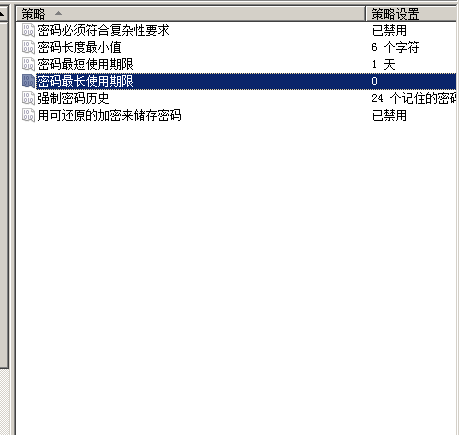 策略 策略设置
密码必须符合复杂性要求 已禁用
密码长度最小值 6 个字符
密码最短使用期限 1 天
密码最长使用期限 0
强制密码历史 24 个记住的密码
用可还原的加密来储存密码 已禁用